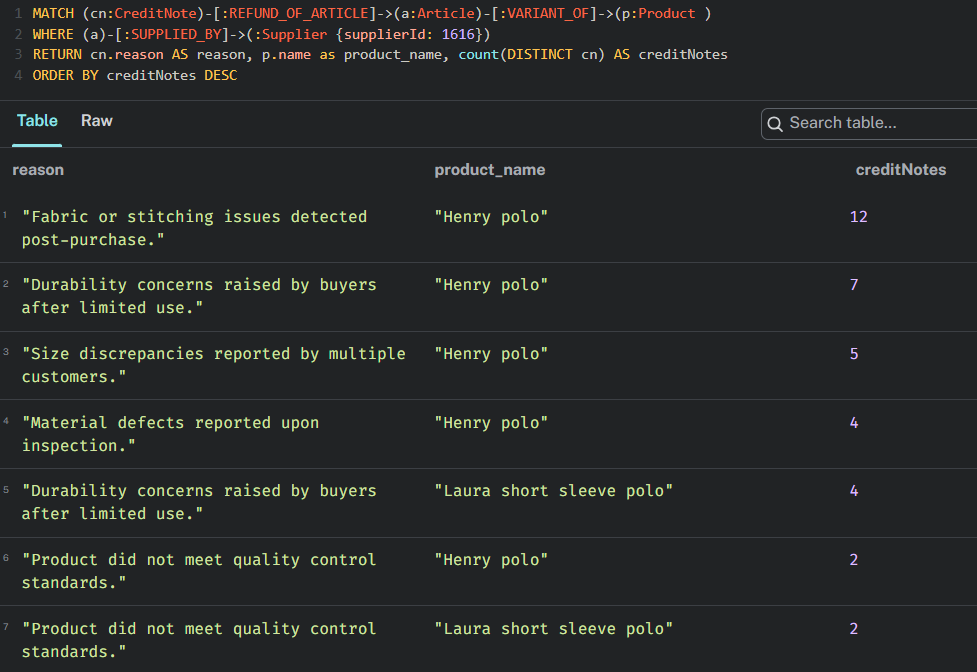 1 MATCH (cn:CreditNote)-[:REFUND_OF_ARTICLE]->(a:Article)-[:VARIANT_OF]->(p:Product )
2 WHERE (a)-[:SUPPLIED_BY]->(:Supplier {supplierId: 1616})
3 RETURN cn.reason AS reason, p.name as product_name, count(DISTINCT cn) AS creditNotes
4 ORDER BY creditNotes DESC
Table Raw
Search table...
reason product_name creditNotes
1 "Fabric or stitching issues detected "Henry polo" 12
post-purchase."
2 "Durability concerns raised by buyers "Henry polo" 7
after limited use."
3 "Size discrepancies reported by multiple "Henry polo" 5
customers."
4 "Material defects reported upon "Henry polo" 4
inspection."
5 "Durability concerns raised by buyers "Laura short sleeve polo" 4
after limited use."
6 "Product did not meet quality control "Henry polo" 2
standards."
7 "Product did not meet quality control "Laura short sleeve polo" 2
standards."